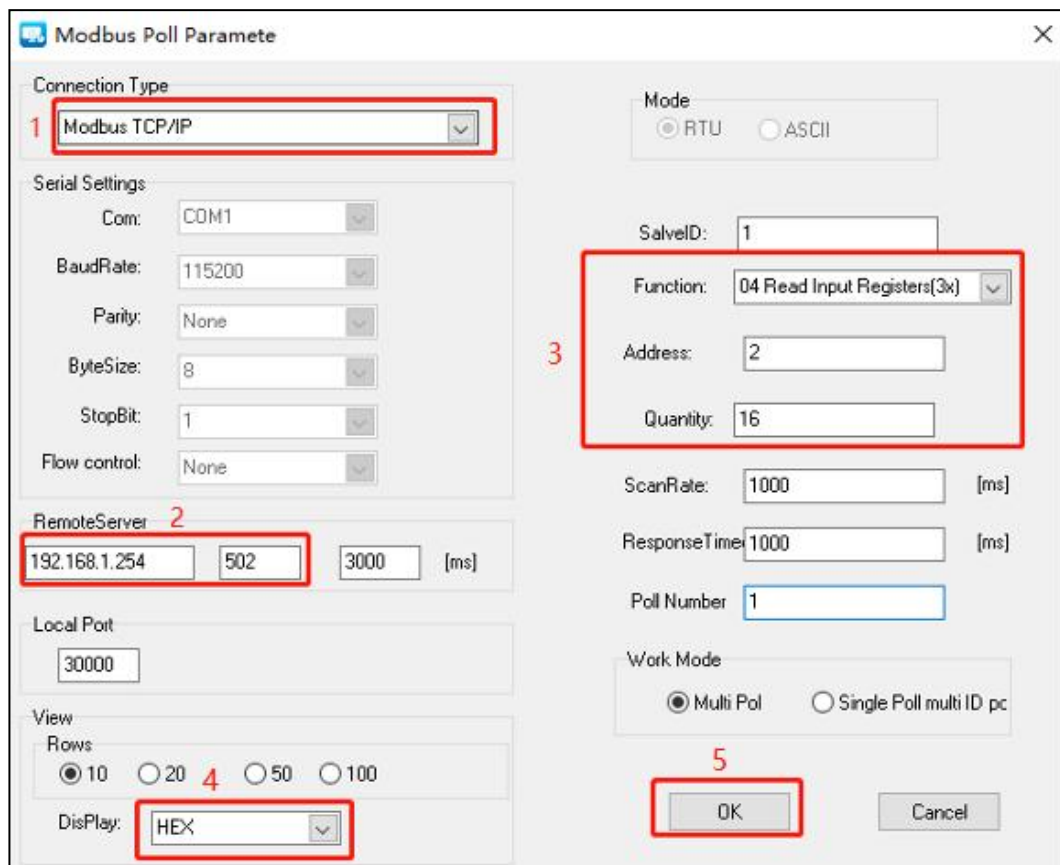 Modbus Poll Paramete
Connection Type
1 Modbus TCP/IP
Mode
RTU ASCII
Serial Settings
Com: COM1
BaudRate: 115200
Parity: None
ByteSize: 8
StopBit: 1
Flow control: None
RemoteServer 2
192.168.1.254 502 3000 [ms]
Local Port
30000
View
Rows
10 20 50 100
4
DisPlay: HEX
SalveID: 1
Function: 04 Read Input Registers(3x)
3
Address: 2
Quantity: 16
ScanRate: 1000 [ms]
ResponseTime 1000 [ms]
Poll Number 1
Work Mode
Multi Pol Single Poll multi ID pc
5
OK Cancel